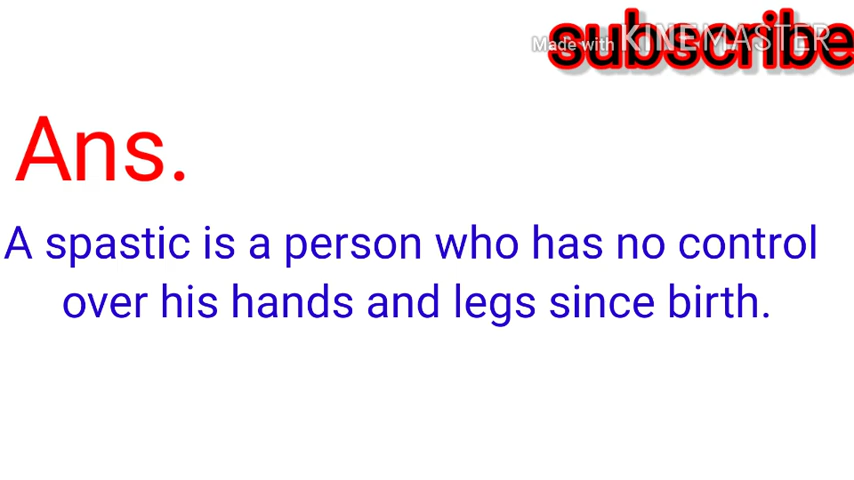 subscribe
Made with KINEMASTER
Ans.
A spastic is a person who has no control
over his hands and legs since birth.